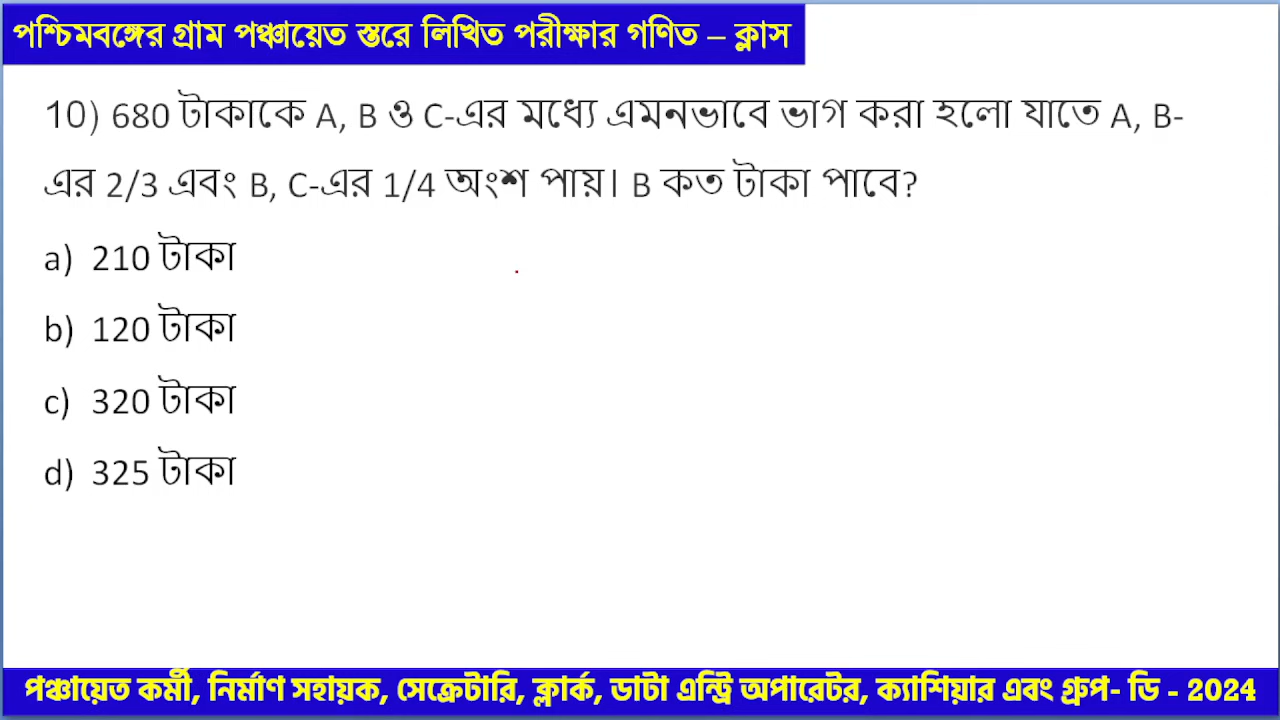 পশ্চিমবঙ্গের গ্রাম পঞ্চায়েত স্তরে লিখিত পরীক্ষার গণিত – ক্লাস
10) 680 টাকাকে A, B ও C-এর মধ্যে এমনভাবে ভাগ করা হলো যাতে A, B-
এর 2/3 এবং B, C-এর 1/4 অংশ পায়। B কত টাকা পাবে?
a) 210 টাকা
b) 120 টাকা
c) 320 টাকা
d) 325 টাকা
পঞ্চায়েত কর্মী, নির্মাণ সহায়ক, সেক্রেটারি, ক্লার্ক, ডাটা এন্ট্রি অপারেটর, ক্যাশিয়ার এবং গ্রুপ- ডি - 2024